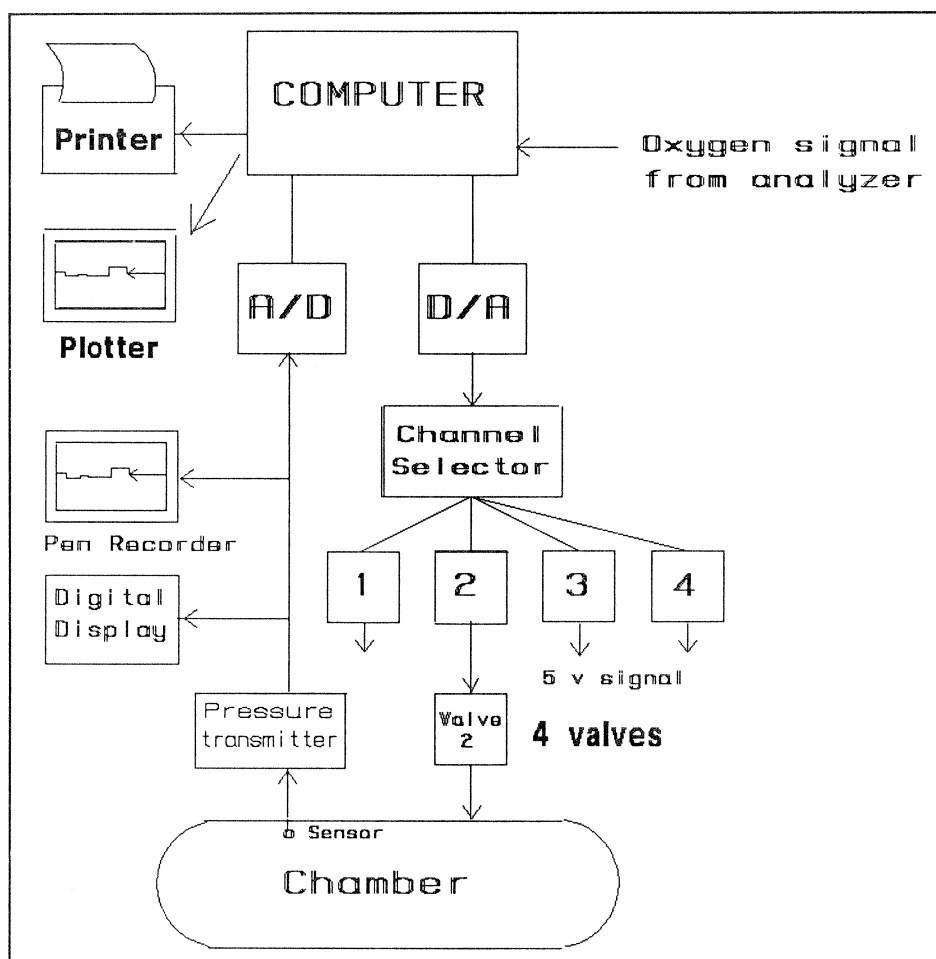 COMPUTER
Printer
Oxygen signal
from analyzer
A/D
D/A
Plotter
Channel
Selector
Pen Recorder
1
2
3
4
Digital
Display
5 v signal
Pressure
transmitter
Valve
2
4 valves
Sensor
Chamber